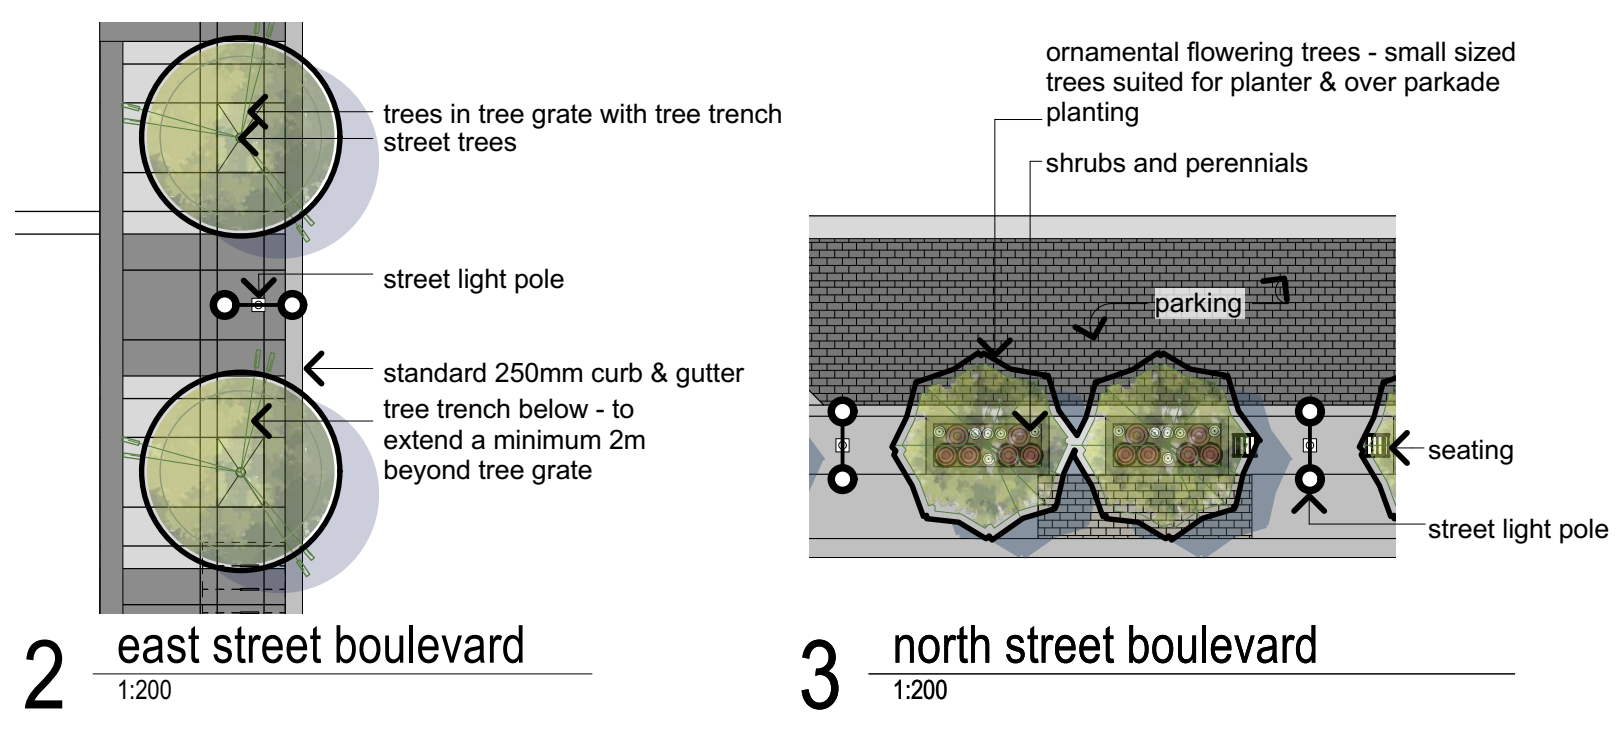 trees in tree grate with tree trench
street trees
street light pole
standard 250mm curb & gutter
tree trench below - to
extend a minimum 2m
beyond tree grate
2
east street boulevard
1:200
ornamental flowering trees - small sized
trees suited for planter & over parkade
planting
shrubs and perennials
parking
seating
street light pole
3
north street boulevard
1:200